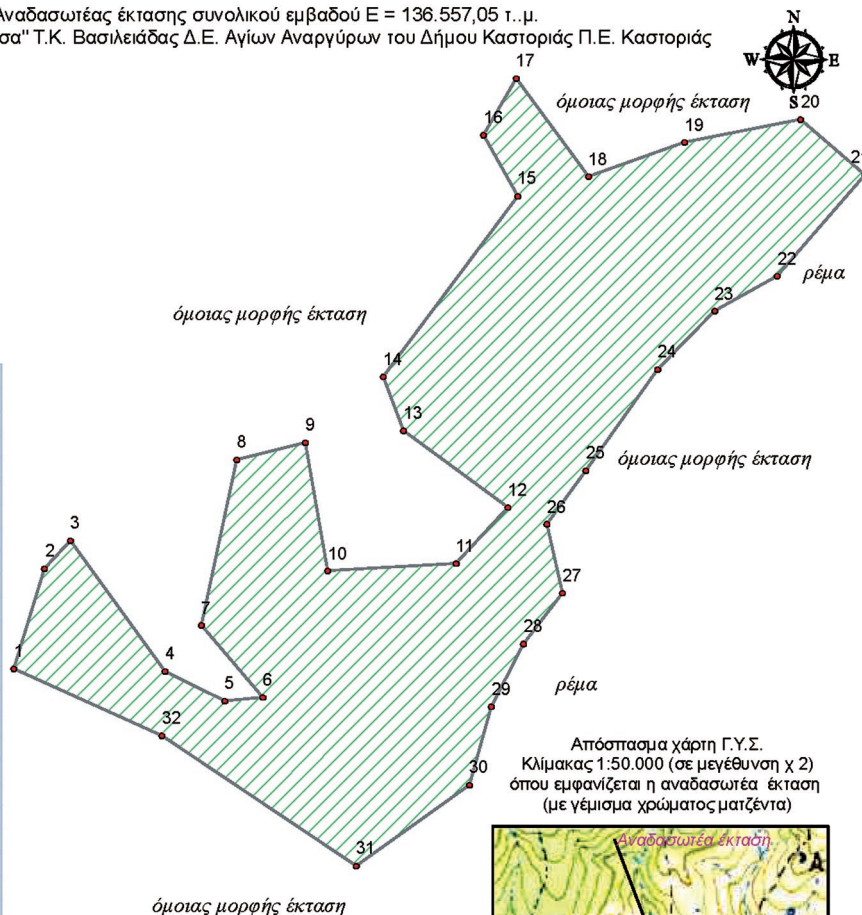 Αναδασωτέας έκτασης συνολικού εμβαδού Ε = 136.557,05 τ..μ.
σα" Τ.Κ. Βασιλειάδας Δ.Ε. Αγίων Αναργύρων του Δήμου Καστοριάς Π.Ε. Καστοριάς
N
W E
S
17
όμοιας μορφής έκταση
20
16
19
18
15
21
22
ρέμα
23
όμοιας μορφής έκταση
24
14
13
9
8
25
όμοιας μορφής έκταση
12
26
3
2
11
10
27
7
28
1
4
6
5
ρέμα
29
32
Απόσπασμα χάρτη Γ.Υ.Σ.
Κλίμακας 1:50.000 (σε μεγέθυνση χ 2)
όπου εμφανίζεται η αναδασωτέα έκταση
(με γέμισμα χρώματος ματζέντα)
30
31
Αναδασωτέα έκταση
Α
όμοιας μορφής έκταση